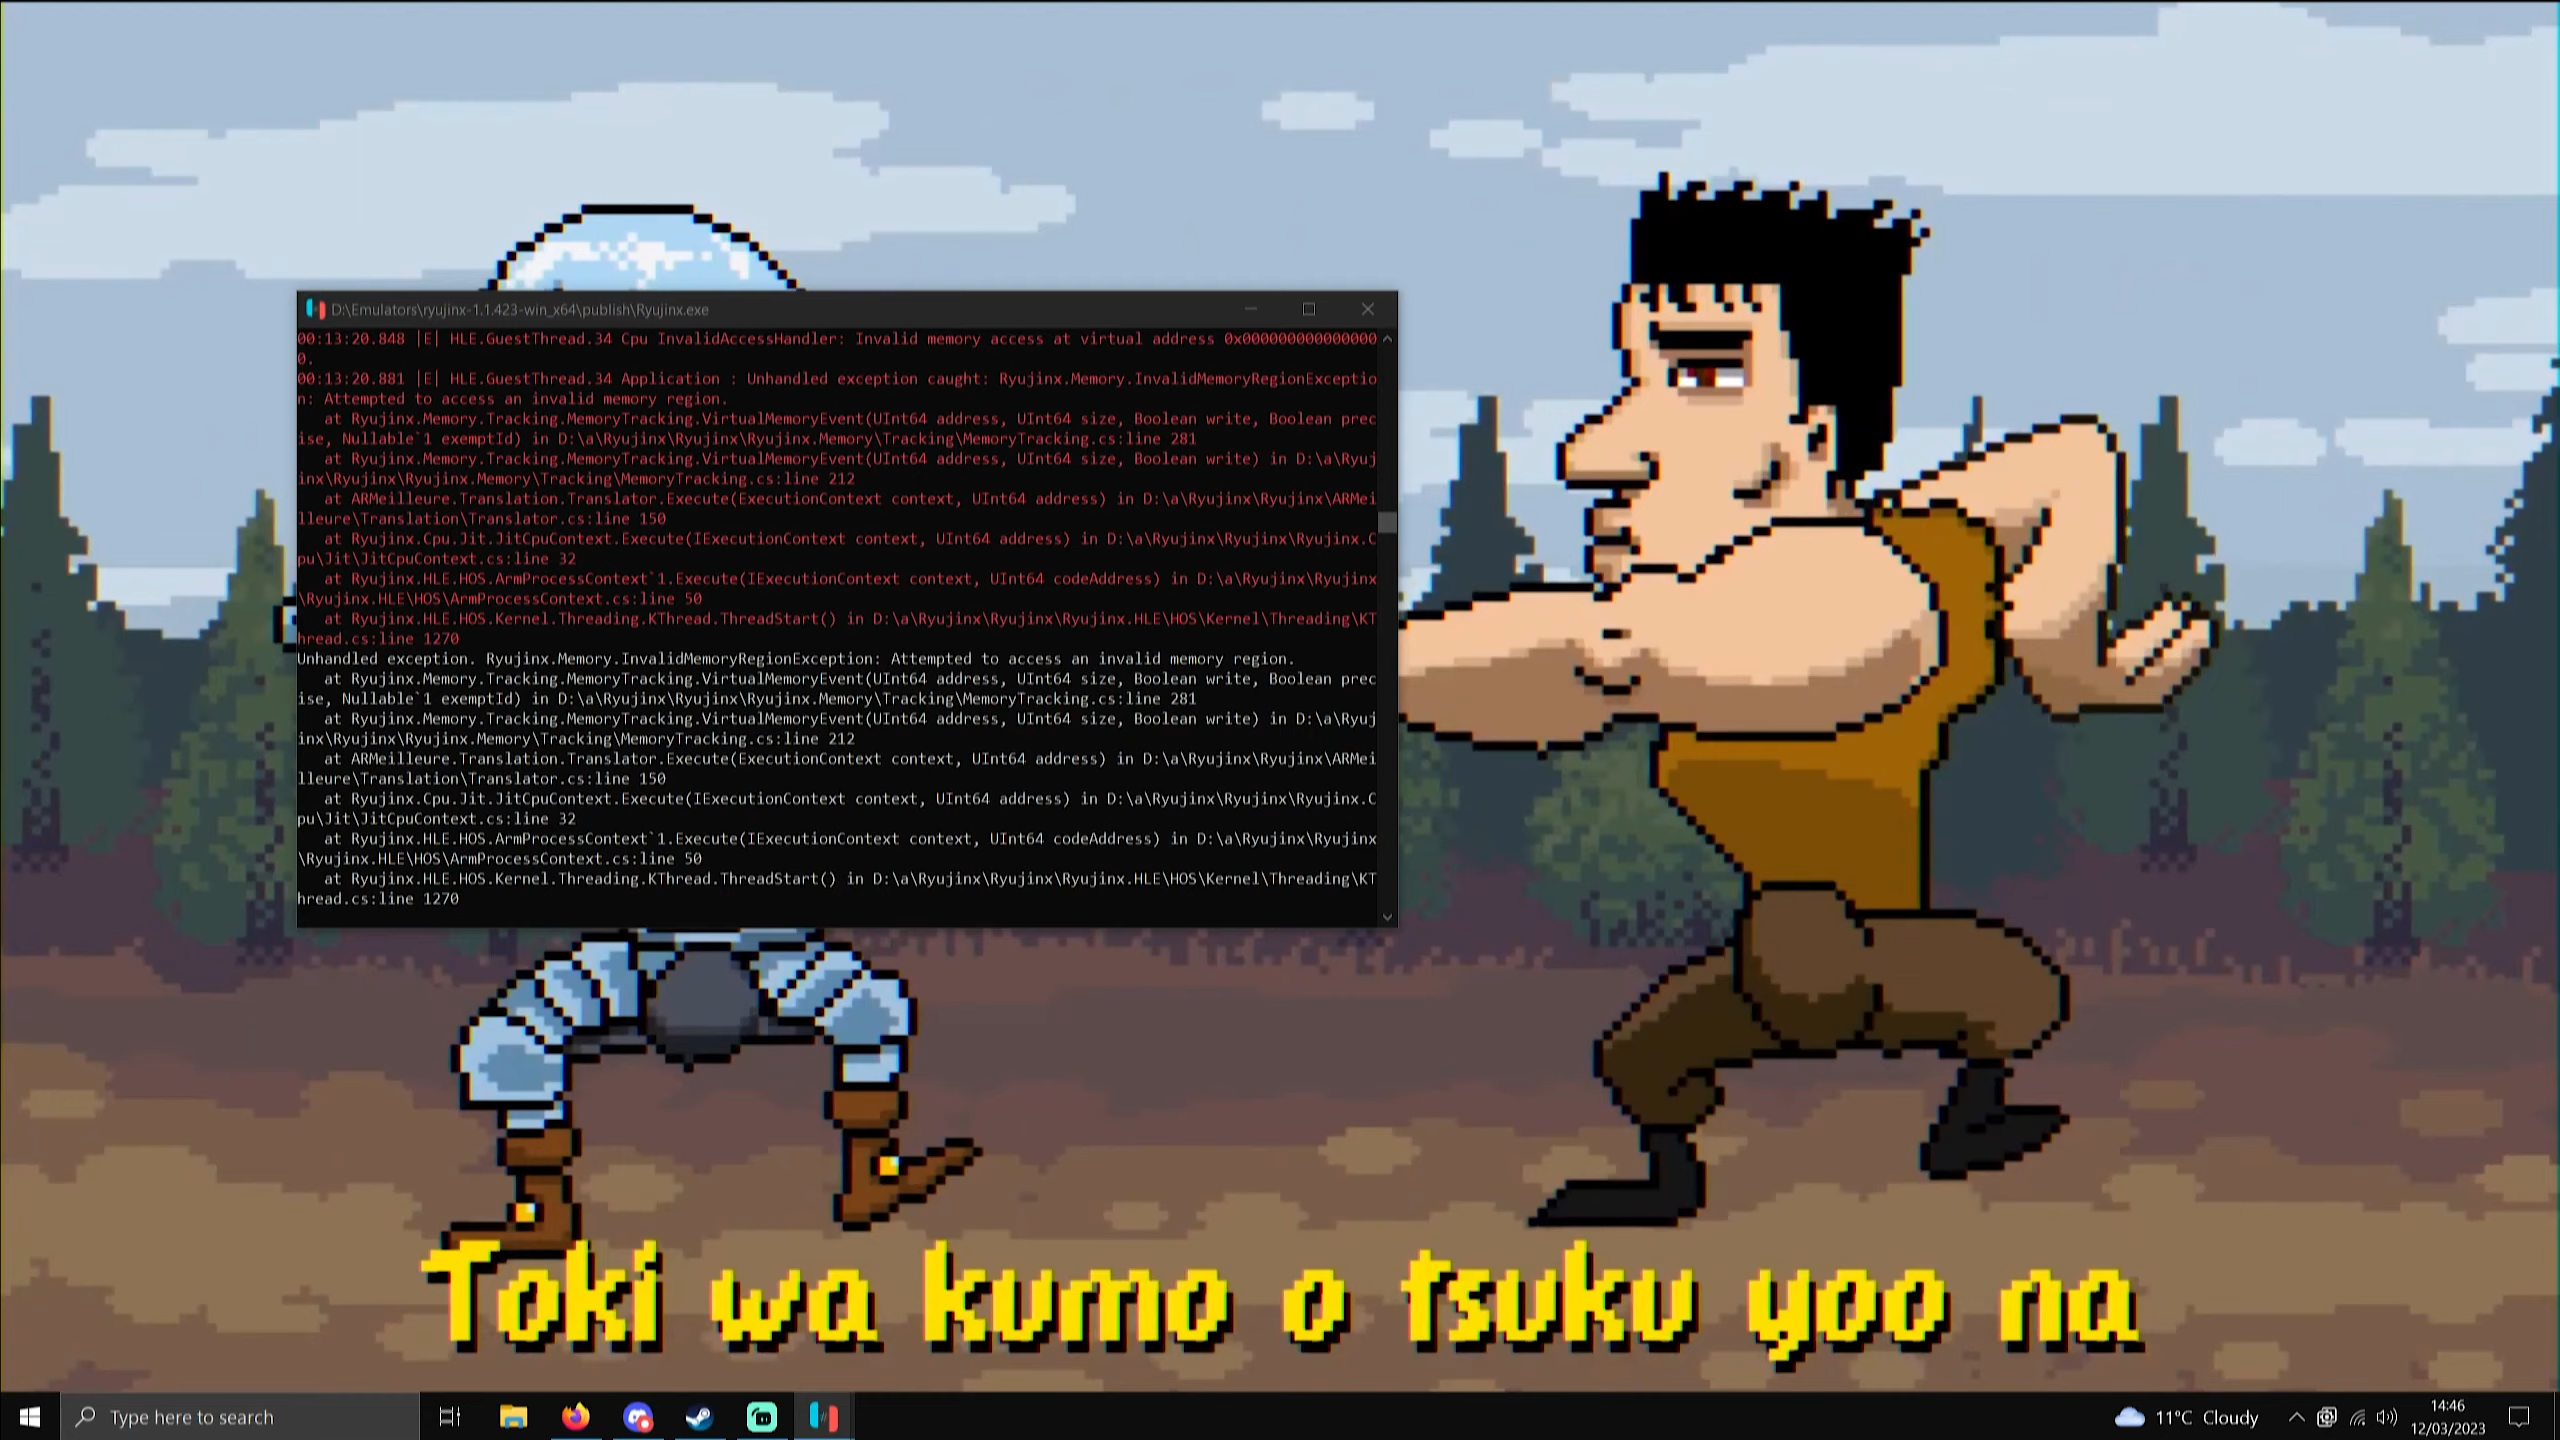 D:\Emulators\ryujinx-1.1.423-win_x64\publish\Ryujinx.exe
00:13:20.848 |E| HLE.GuestThread.34 Cpu InvalidAccessHandler: Invalid memory access at virtual address 0x000000000000000
0.
00:13:20.881 |E| HLE.GuestThread.34 Application : Unhandled exception caught: Ryujinx.Memory.InvalidMemoryRegionExceptio
n: Attempted to access an invalid memory region.
at Ryujinx.Memory.Tracking.MemoryTracking.VirtualMemoryEvent(UInt64 address, UInt64 size, Boolean write, Boolean prec
ise, Nullable`1 exemptId) in D:\a\Ryujinx\Ryujinx\Ryujinx.Memory\Tracking\MemoryTracking.cs:line 281
at Ryujinx.Memory.Tracking.MemoryTracking.VirtualMemoryEvent(UInt64 address, UInt64 size, Boolean write) in D:\a\Ryuj
inx\Ryujinx\Ryujinx.Memory\Tracking\MemoryTracking.cs:line 212
at ARMeilleure.Translation.Translator.Execute(ExecutionContext context, UInt64 address) in D:\a\Ryujinx\Ryujinx\ARMei
lleure\Translation\Translator.cs:line 150
at Ryujinx.Cpu.Jit.JitCpuContext.Execute(IExecutionContext context, UInt64 address) in D:\a\Ryujinx\Ryujinx\Ryujinx.C
pu\Jit\JitCpuContext.cs:line 32
at Ryujinx.HLE.HOS.ArmProcessContext`1.Execute(IExecutionContext context, UInt64 codeAddress) in D:\a\Ryujinx\Ryujinx
\Ryujinx.HLE\HOS\ArmProcessContext.cs:line 50
at Ryujinx.HLE.HOS.Kernel.Threading.KThread.ThreadStart() in D:\a\Ryujinx\Ryujinx\Ryujinx.HLE\HOS\Kernel\Threading\KT
hread.cs:line 1270
Unhandled exception. Ryujinx.Memory.InvalidMemoryRegionException: Attempted to access an invalid memory region.
at Ryujinx.Memory.Tracking.MemoryTracking.VirtualMemoryEvent(UInt64 address, UInt64 size, Boolean write, Boolean prec
ise, Nullable`1 exemptId) in D:\a\Ryujinx\Ryujinx\Ryujinx.Memory\Tracking\MemoryTracking.cs:line 281
at Ryujinx.Memory.Tracking.MemoryTracking.VirtualMemoryEvent(UInt64 address, UInt64 size, Boolean write) in D:\a\Ryuj
inx\Ryujinx\Ryujinx.Memory\Tracking\MemoryTracking.cs:line 212
at ARMeilleure.Translation.Translator.Execute(ExecutionContext context, UInt64 address) in D:\a\Ryujinx\Ryujinx\ARMei
lleure\Translation\Translator.cs:line 150
at Ryujinx.Cpu.Jit.JitCpuContext.Execute(IExecutionContext context, UInt64 address) in D:\a\Ryujinx\Ryujinx\Ryujinx.C
pu\Jit\JitCpuContext.cs:line 32
at Ryujinx.HLE.HOS.ArmProcessContext`1.Execute(IExecutionContext context, UInt64 codeAddress) in D:\a\Ryujinx\Ryujinx
\Ryujinx.HLE\HOS\ArmProcessContext.cs:line 50
at Ryujinx.HLE.HOS.Kernel.Threading.KThread.ThreadStart() in D:\a\Ryujinx\Ryujinx\Ryujinx.HLE\HOS\Kernel\Threading\KT
hread.cs:line 1270
Toki wa kumo o tsuku yoo na
Type here to search
11°C Cloudy
14:46
12/03/2023